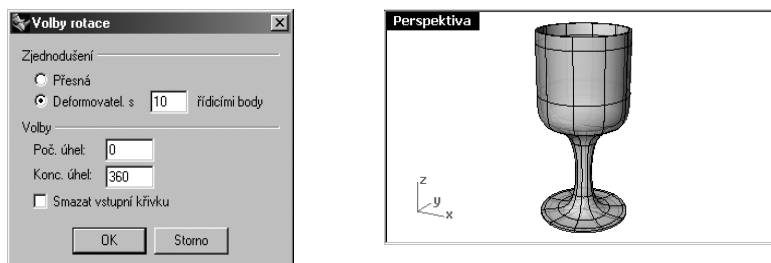 Volby rotace
Zjednodušení
Přesná
Deformovatel. s 10 řídicími body
Volby
Poč. úhel: 0
Konc. úhel: 360
Smazat vstupní křivku
OK Storno
Perspektiva
z
y
x